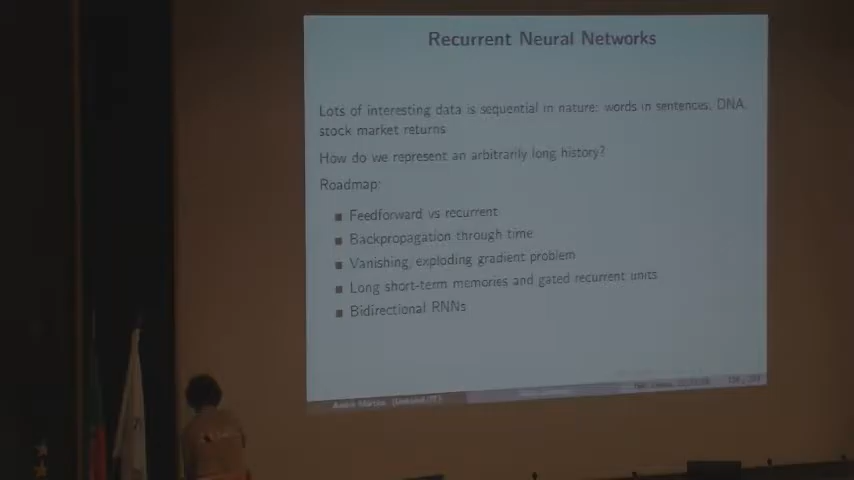 Recurrent Neural Networks
Lots of interesting data is sequential in nature: words in sentences, DNA,
stock market returns
How do we represent an arbitrarily long history?
Roadmap:
Feedforward vs recurrent
Backpropagation through time
Vanishing, exploding gradient problem
Long short-term memories and gated recurrent units
Bidirectional RNNs